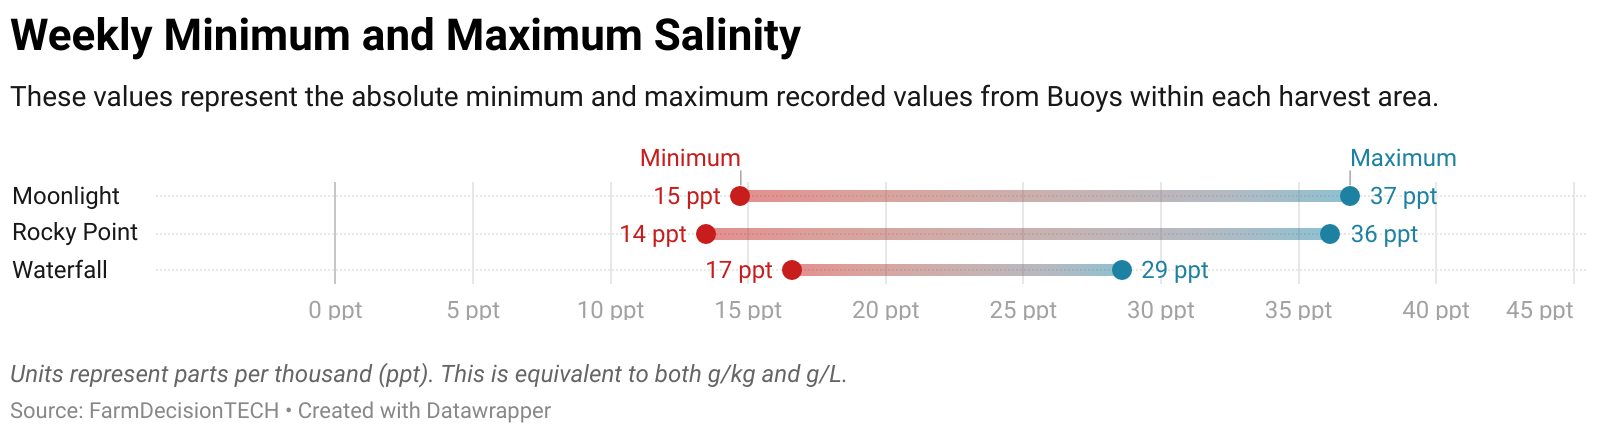 Weekly Minimum and Maximum Salinity
These values represent the absolute minimum and maximum recorded values from Buoys within each harvest area.
Minimum Maximum
Moonlight 15 ppt 37 ppt
Rocky Point 14 ppt 36 ppt
Waterfall 17 ppt 29 ppt
0 ppt 5 ppt 10 ppt 15 ppt 20 ppt 25 ppt 30 ppt 35 ppt 40 ppt 45 ppt
Units represent parts per thousand (ppt). This is equivalent to both g/kg and g/L.
Source: FarmDecisionTECH • Created with Datawrapper